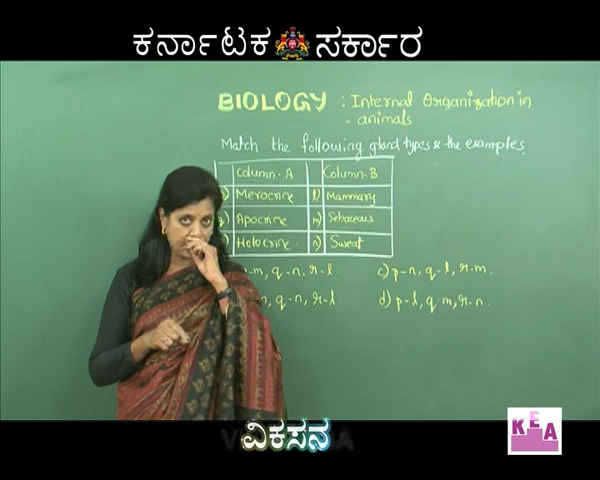 ಕರ್ನಾಟಕ ಸರ್ಕಾರ
BIOLOGY : Internal Organization in
- animals
Match the following gland types & the examples.
Column-A Column-B
Merocrine l) Mammary
Apocrine m) Sebaceous
Holocrine. n) Sweat
-m, q-n, r-l. c) p-n, q-l, r-m.
n, q-n, r-l d) p-l, q-m, r-n.
ವಿಕಸನ
KEA